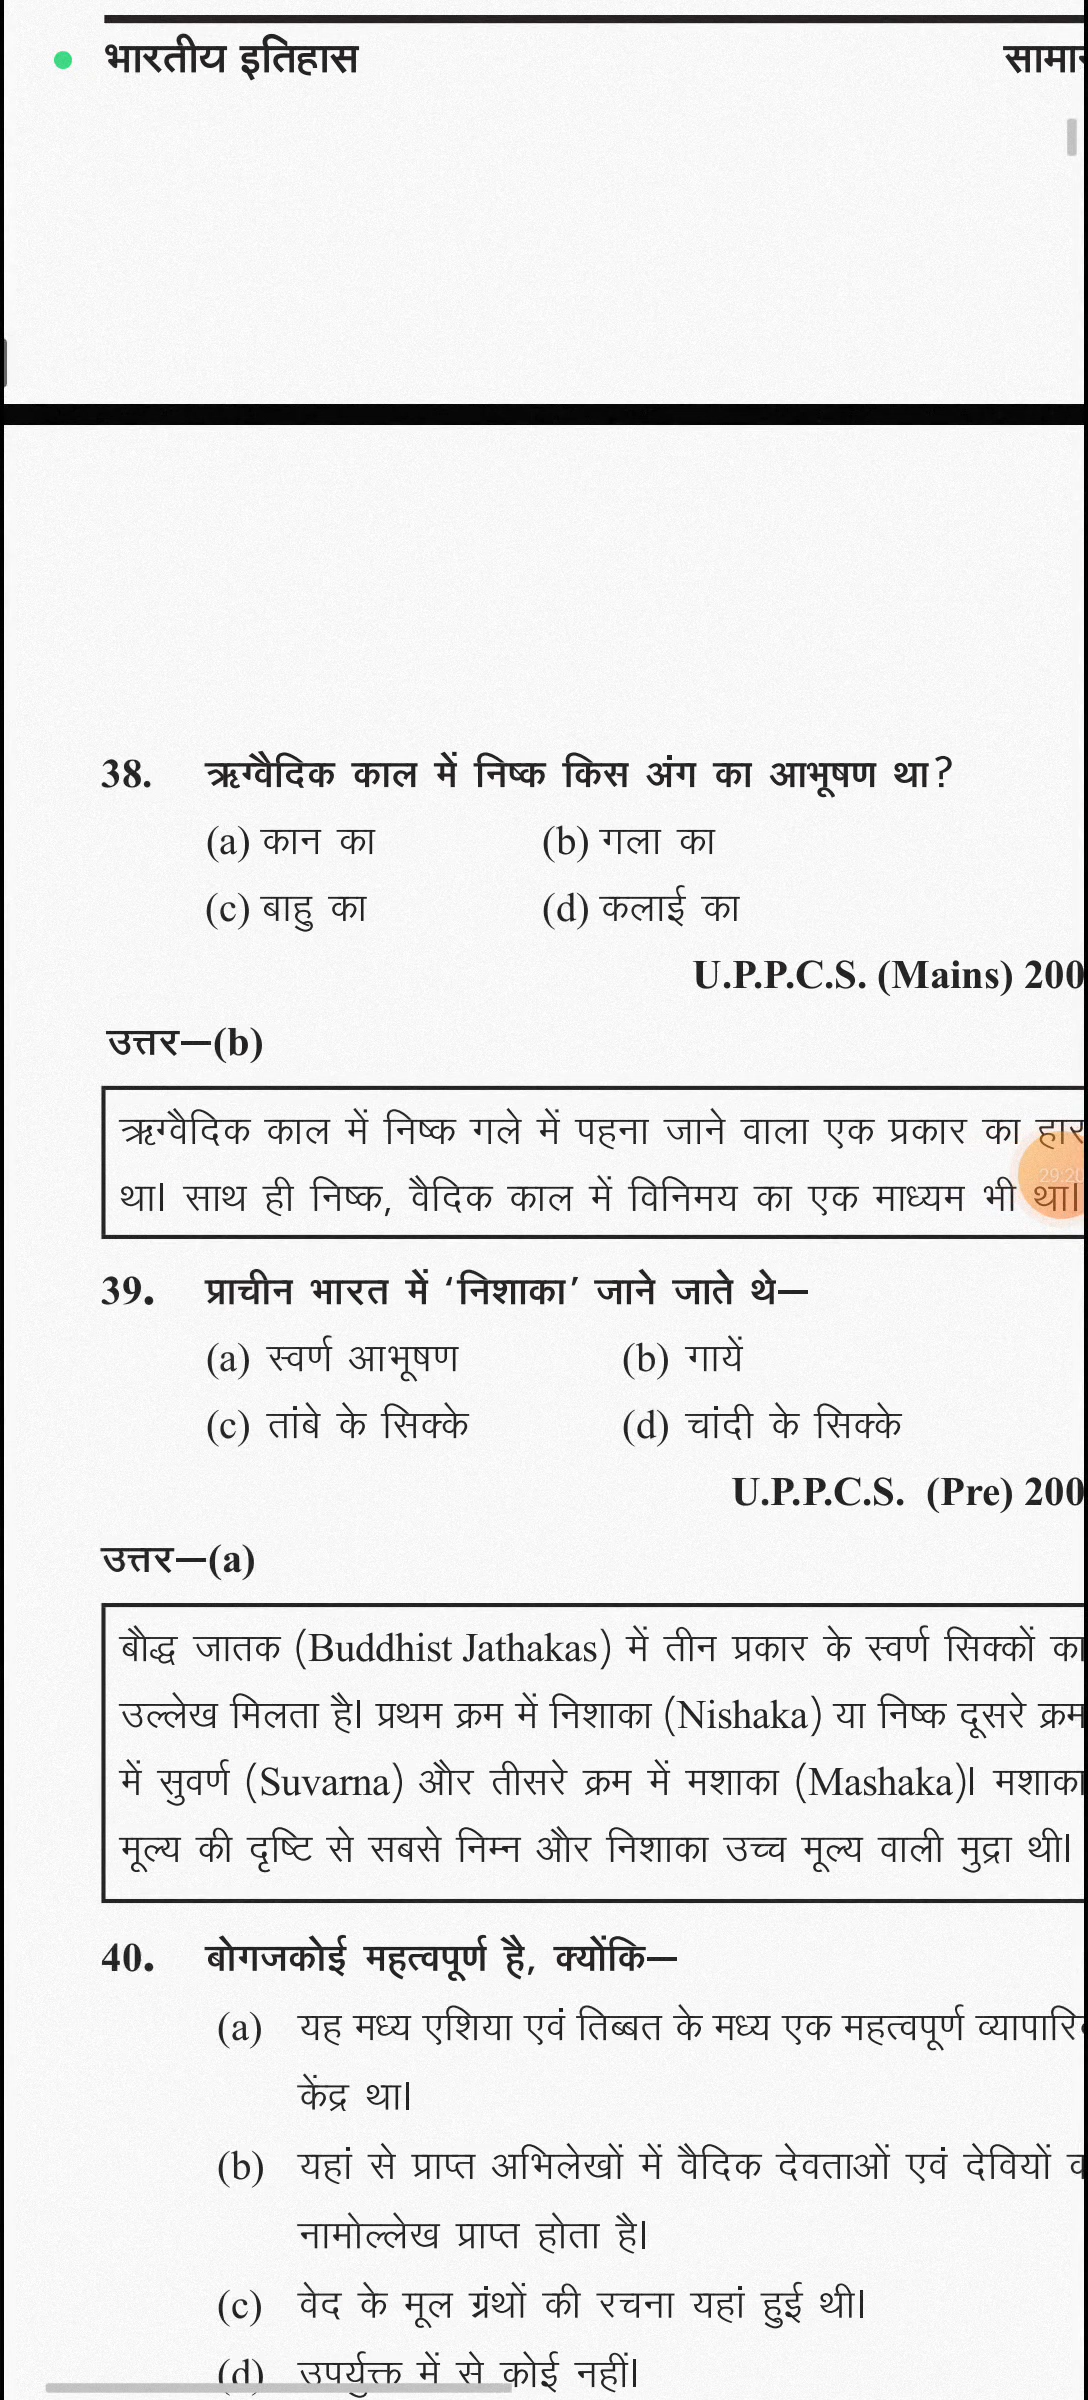 भारतीय इतिहास
38. ऋग्वैदिक काल में निष्क किस अंग का आभूषण था?
(a) कान का (b) गला का
(c) बाहु का (d) कलाई का
U.P.P.C.S. (Mains) 200
उत्तर—(b)
ऋग्वैदिक काल में निष्क गले में पहना जाने वाला एक प्रकार का हार
था। साथ ही निष्क, वैदिक काल में विनिमय का एक माध्यम भी था।
29:20
39. प्राचीन भारत में ‘निशाका’ जाने जाते थे—
(a) स्वर्ण आभूषण (b) गायें
(c) तांबे के सिक्के (d) चांदी के सिक्के
U.P.P.C.S. (Pre) 200
उत्तर—(a)
बौद्ध जातक (Buddhist Jathakas) में तीन प्रकार के स्वर्ण सिक्कों का
उल्लेख मिलता है। प्रथम क्रम में निशाका (Nishaka) या निष्क दूसरे क्रम
में सुवर्ण (Suvarna) और तीसरे क्रम में मशाका (Mashaka)। मशाका
मूल्य की दृष्टि से सबसे निम्न और निशाका उच्च मूल्य वाली मुद्रा थी।
40. बोगजकोई महत्वपूर्ण है, क्योंकि—
(a) यह मध्य एशिया एवं तिब्बत के मध्य एक महत्वपूर्ण
केंद्र था।
(b) यहां से प्राप्त अभिलेखों में वैदिक देवताओं एवं देवियों
नामोल्लेख प्राप्त होता है।
(c) वेद के मूल ग्रंथों की रचना यहां हुई थी।
(d) उपर्युक्त में से कोई नहीं।